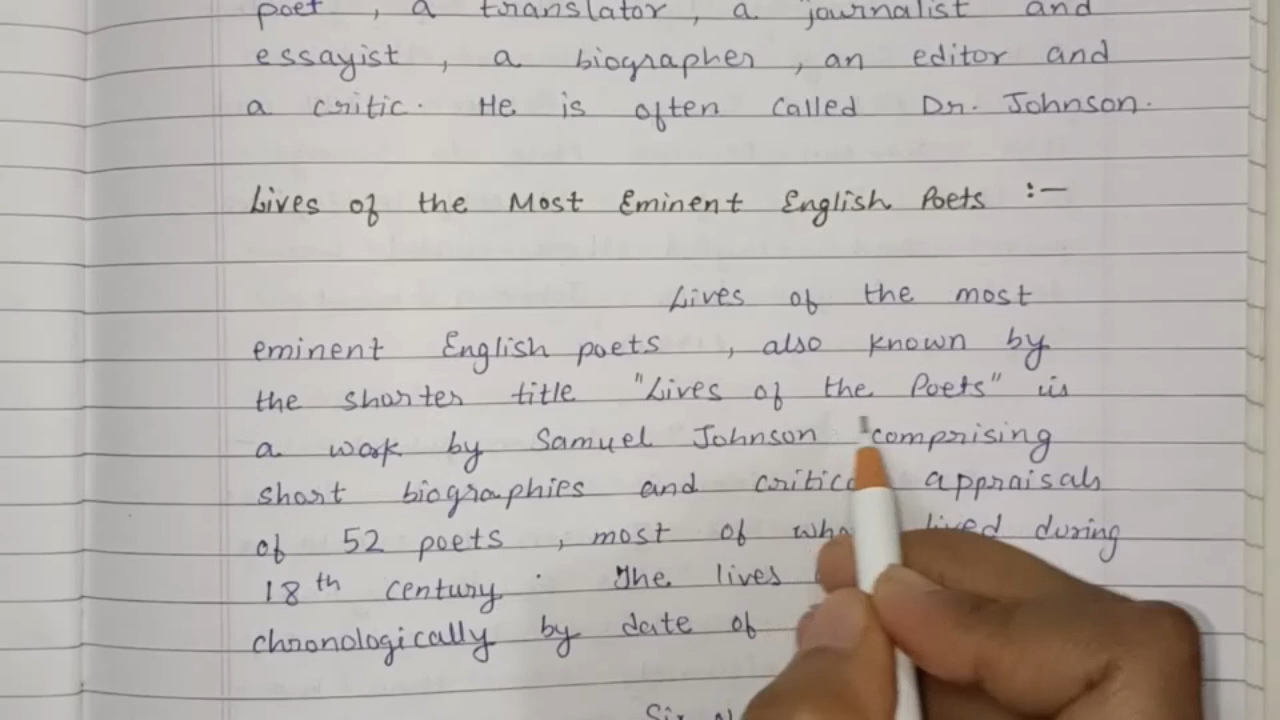 poet , a translator , a journalist and
essayist , a biographer , an editor and
a critic. He is often called Dr. Johnson.
Lives of the Most Eminent English Poets :-
Lives of the most
eminent English poets , also known by
the shorter title "Lives of the Poets" is
a work by Samuel Johnson comprising
short biographies and appraisals
of 52 poets , most of lived during
18th century. The lives
chronologically by date of